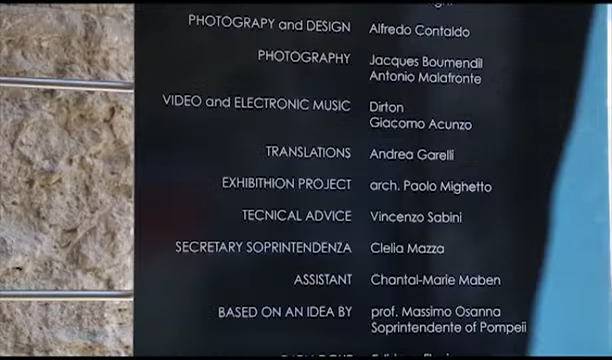 PHOTOGRAPY and DESIGN Alfredo Contaldo
PHOTOGRAPHY Jacques Boumendil
Antonio Malafronte
VIDEO and ELECTRONIC MUSIC Dirton
Giacomo Acunzo
TRANSLATIONS Andrea Garelli
EXHIBITHION PROJECT arch. Paolo Mighetto
TECNICAL ADVICE Vincenzo Sabini
SECRETARY SOPRINTENDENZA Clelia Mazza
ASSISTANT Chantal-Marie Maben
BASED ON AN IDEA BY prof. Massimo Osanna
Soprintendente of Pompeii